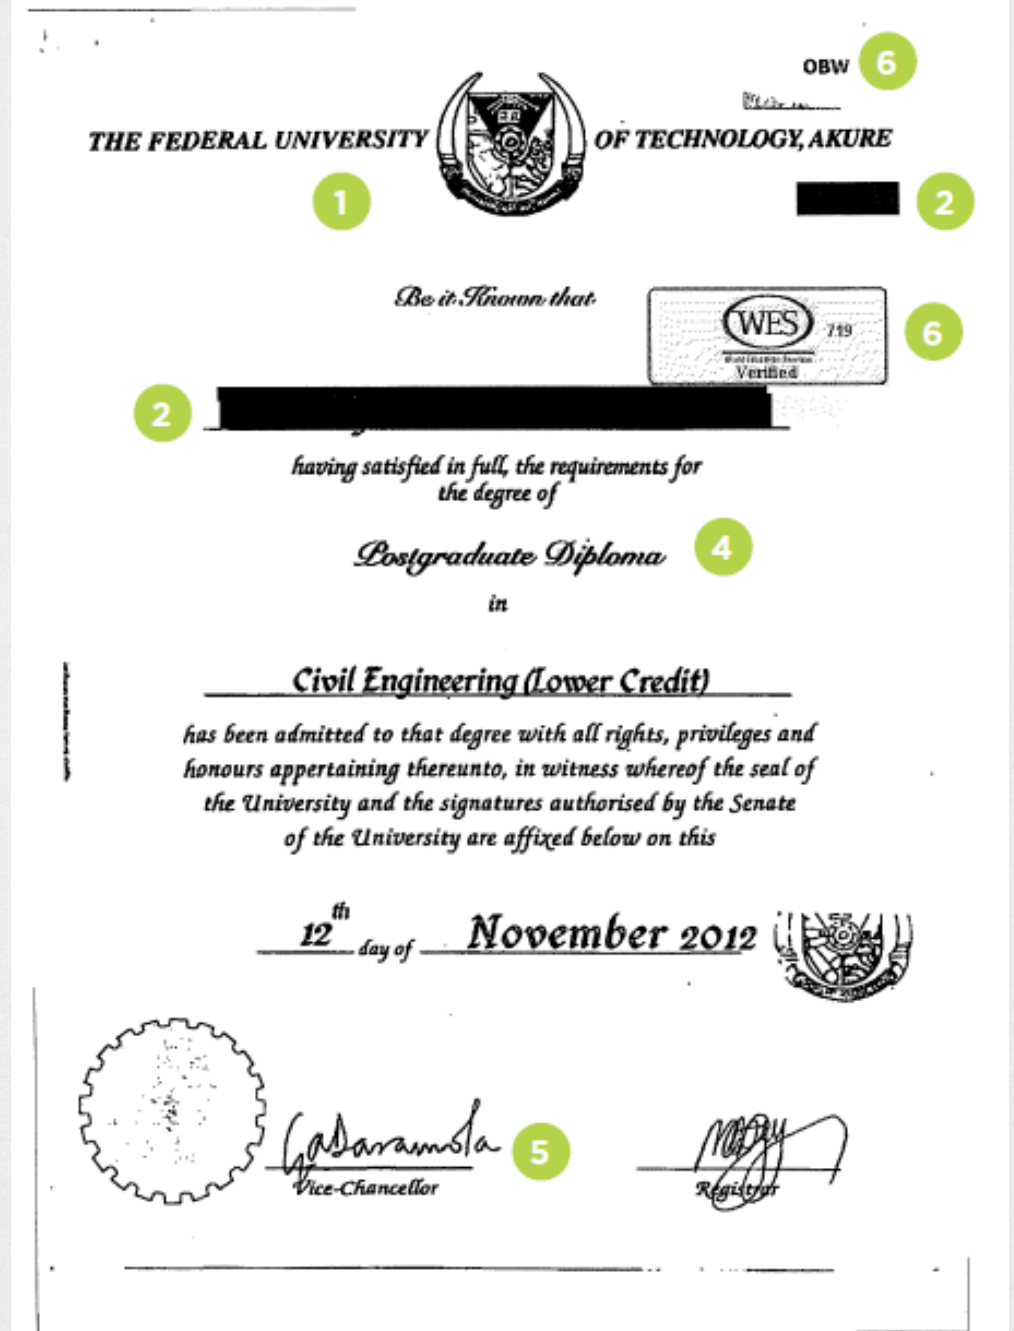 OBW 6
THE FEDERAL UNIVERSITY OF TECHNOLOGY, AKURE
1
2
Be it Known that
WES 719
6
Verified
2
having satisfied in full, the requirements for
the degree of
Postgraduate Diploma 4
in
Civil Engineering (Lower Credit)
has been admitted to that degree with all rights, privileges and
honours appertaining thereunto, in witness whereof the seal of
the University and the signatures authorised by the Senate
of the University are affixed below on this
12th day of November 2012
5
Vice-Chancellor Registrar